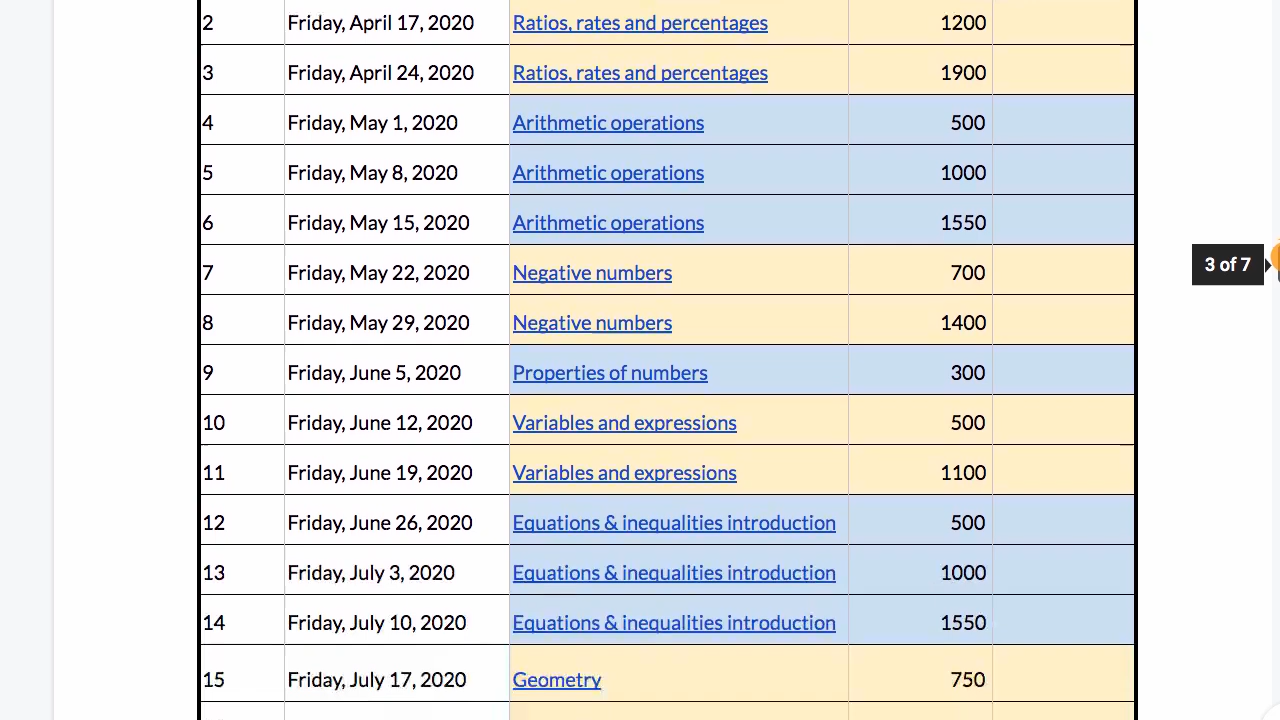 2 Friday, April 17, 2020 Ratios, rates and percentages 1200
3 Friday, April 24, 2020 Ratios, rates and percentages 1900
4 Friday, May 1, 2020 Arithmetic operations 500
5 Friday, May 8, 2020 Arithmetic operations 1000
6 Friday, May 15, 2020 Arithmetic operations 1550
7 Friday, May 22, 2020 Negative numbers 700
3 of 7
8 Friday, May 29, 2020 Negative numbers 1400
9 Friday, June 5, 2020 Properties of numbers 300
10 Friday, June 12, 2020 Variables and expressions 500
11 Friday, June 19, 2020 Variables and expressions 1100
12 Friday, June 26, 2020 Equations & inequalities introduction 500
13 Friday, July 3, 2020 Equations & inequalities introduction 1000
14 Friday, July 10, 2020 Equations & inequalities introduction 1550
15 Friday, July 17, 2020 Geometry 750